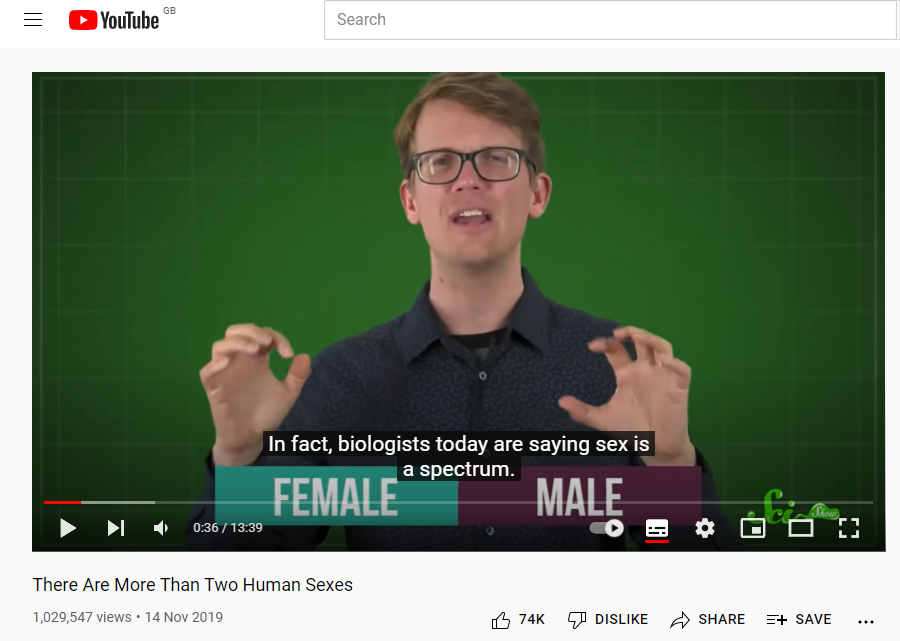 YouTube GB
Search
In fact, biologists today are saying sex is
a spectrum.
FEMALE MALE
Sci Show
0:36 / 13:39
There Are More Than Two Human Sexes
1,029,547 views • 14 Nov 2019
74K DISLIKE SHARE SAVE